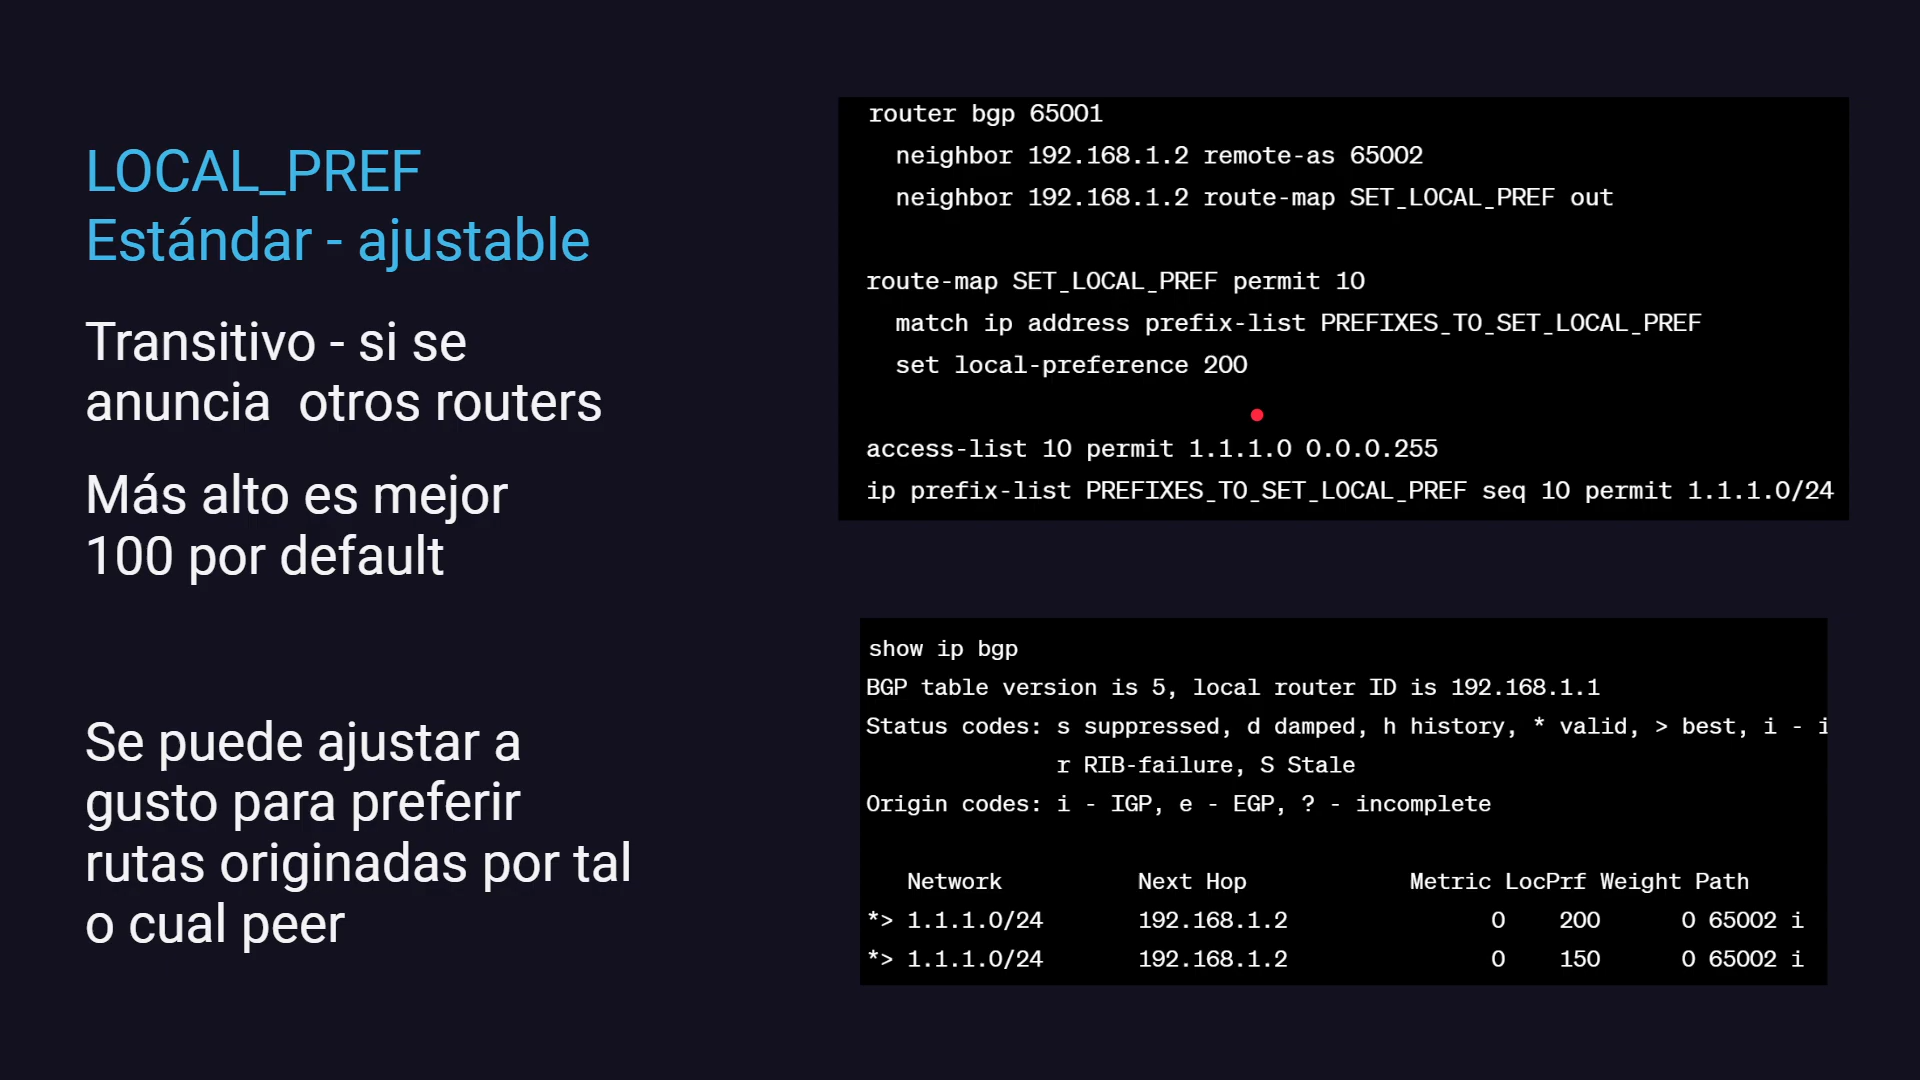 LOCAL_PREF
Estándar - ajustable
Transitivo - si se
anuncia  otros routers
Más alto es mejor
100 por default
Se puede ajustar a
gusto para preferir
rutas originadas por tal
o cual peer
router bgp 65001
neighbor 192.168.1.2 remote-as 65002
neighbor 192.168.1.2 route-map SET_LOCAL_PREF out
route-map SET_LOCAL_PREF permit 10
match ip address prefix-list PREFIXES_TO_SET_LOCAL_PREF
set local-preference 200
access-list 10 permit 1.1.1.0 0.0.0.255
ip prefix-list PREFIXES_TO_SET_LOCAL_PREF seq 10 permit 1.1.1.0/24
show ip bgp
BGP table version is 5, local router ID is 192.168.1.1
Status codes: s suppressed, d damped, h history, * valid, > best, i - i
r RIB-failure, S Stale
Origin codes: i - IGP, e - EGP, ? - incomplete
Network Next Hop Metric LocPrf Weight Path
*> 1.1.1.0/24 192.168.1.2 0 200 0 65002 i
*> 1.1.1.0/24 192.168.1.2 0 150 0 65002 i